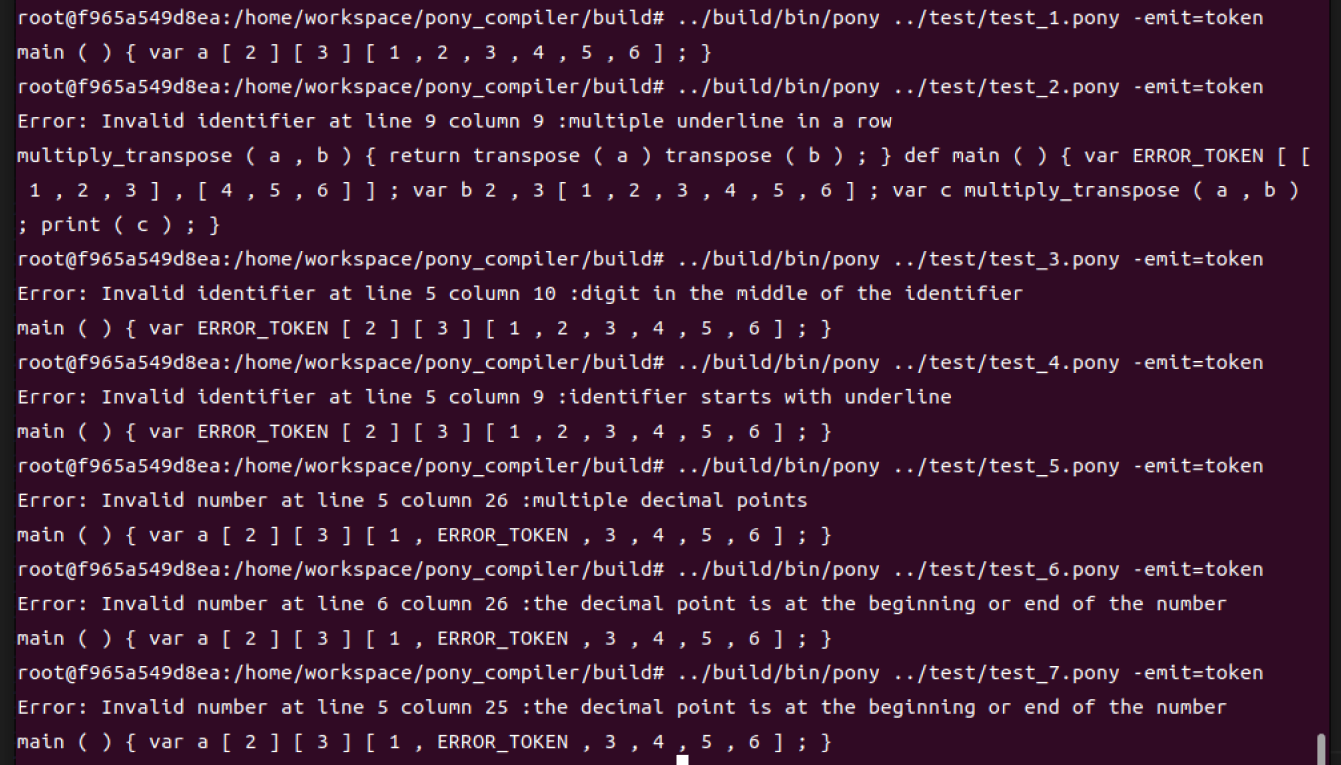 root@f965a549d8ea:/home/workspace/pony_compiler/build# ../build/bin/pony ../test/test_1.pony -emit=token
main ( ) { var a [ 2 ] [ 3 ] [ 1 , 2 , 3 , 4 , 5 , 6 ] ; }
root@f965a549d8ea:/home/workspace/pony_compiler/build# ../build/bin/pony ../test/test_2.pony -emit=token
Error: Invalid identifier at line 9 column 9 :multiple underline in a row
multiply_transpose ( a , b ) { return transpose ( a ) transpose ( b ) ; } def main ( ) { var ERROR_TOKEN [ [
1 , 2 , 3 ] , [ 4 , 5 , 6 ] ] ; var b 2 , 3 [ 1 , 2 , 3 , 4 , 5 , 6 ] ; var c multiply_transpose ( a , b )
; print ( c ) ; }
root@f965a549d8ea:/home/workspace/pony_compiler/build# ../build/bin/pony ../test/test_3.pony -emit=token
Error: Invalid identifier at line 5 column 10 :digit in the middle of the identifier
main ( ) { var ERROR_TOKEN [ 2 ] [ 3 ] [ 1 , 2 , 3 , 4 , 5 , 6 ] ; }
root@f965a549d8ea:/home/workspace/pony_compiler/build# ../build/bin/pony ../test/test_4.pony -emit=token
Error: Invalid identifier at line 5 column 9 :identifier starts with underline
main ( ) { var ERROR_TOKEN [ 2 ] [ 3 ] [ 1 , 2 , 3 , 4 , 5 , 6 ] ; }
root@f965a549d8ea:/home/workspace/pony_compiler/build# ../build/bin/pony ../test/test_5.pony -emit=token
Error: Invalid number at line 5 column 26 :multiple decimal points
main ( ) { var a [ 2 ] [ 3 ] [ 1 , ERROR_TOKEN , 3 , 4 , 5 , 6 ] ; }
root@f965a549d8ea:/home/workspace/pony_compiler/build# ../build/bin/pony ../test/test_6.pony -emit=token
Error: Invalid number at line 6 column 26 :the decimal point is at the beginning or end of the number
main ( ) { var a [ 2 ] [ 3 ] [ 1 , ERROR_TOKEN , 3 , 4 , 5 , 6 ] ; }
root@f965a549d8ea:/home/workspace/pony_compiler/build# ../build/bin/pony ../test/test_7.pony -emit=token
Error: Invalid number at line 5 column 25 :the decimal point is at the beginning or end of the number
main ( ) { var a [ 2 ] [ 3 ] [ 1 , ERROR_TOKEN , 3 , 4 , 5 , 6 ] ; }